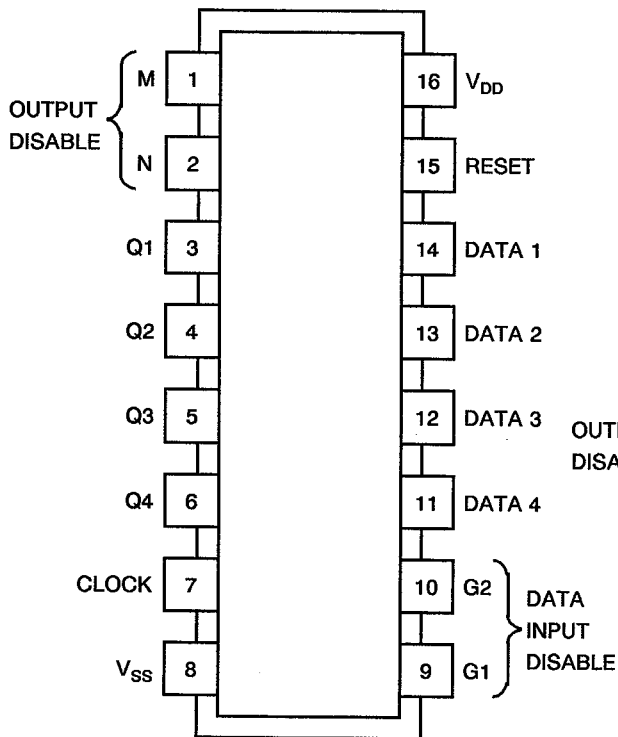 M 1 16 VDD
OUTPUT
DISABLE
N 2 15 RESET
Q1 3 14 DATA 1
Q2 4 13 DATA 2
Q3 5 12 DATA 3
OUT
DISA
Q4 6 11 DATA 4
CLOCK 7 10 G2
DATA
INPUT
DISABLE
VSS 8 9 G1